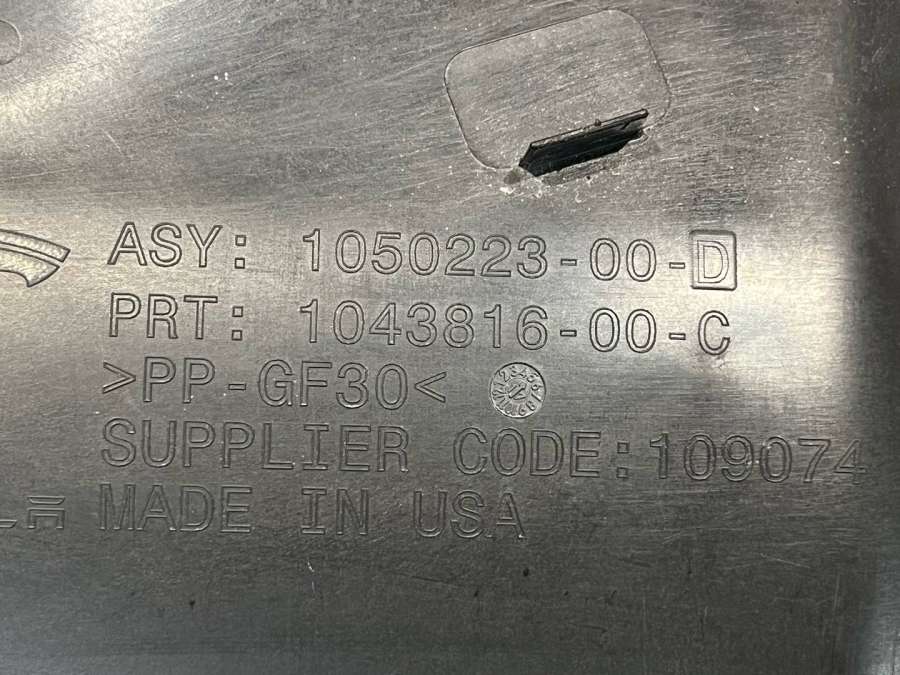 ASY: 1050223-00-D
PRT: 1043816-00-C
>PP-GF30<
SUPPLIER CODE:109074
MADE IN USA